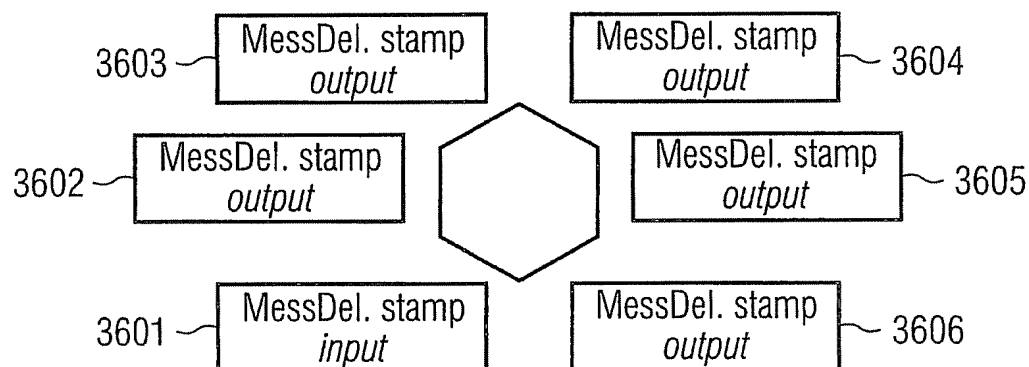 3603 MessDel. stamp output
MessDel. stamp output 3604
3602 MessDel. stamp output
MessDel. stamp output 3605
3601 MessDel. stamp input
MessDel. stamp output 3606